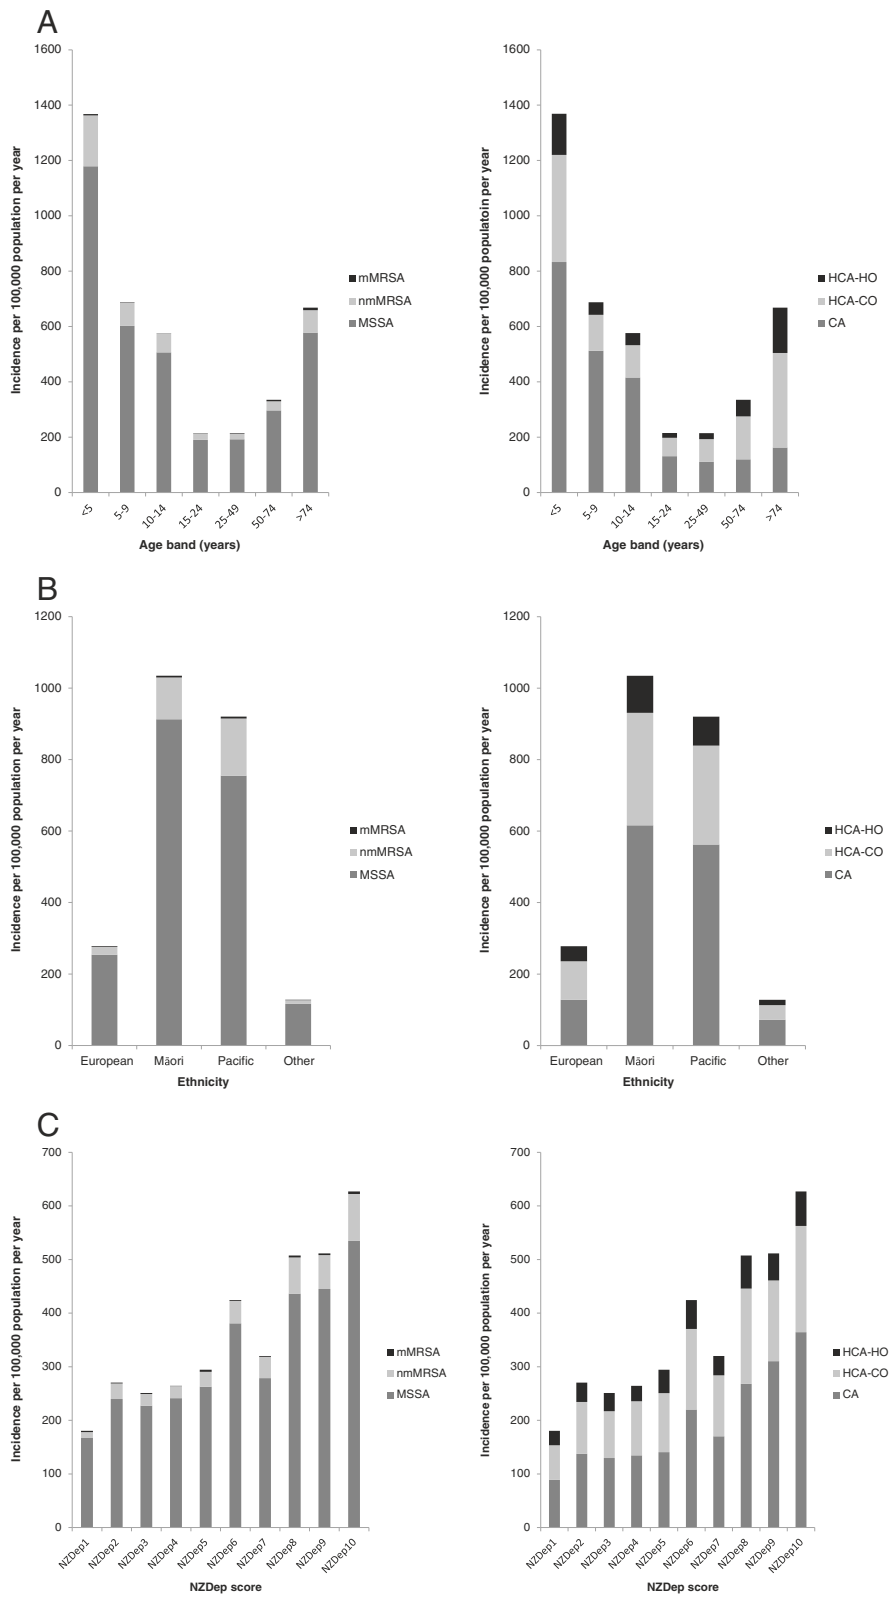 A
Incidence per 100,000 population per year
1600
1400
1200
1000
800
600
400
200
0
<5
5-9
10-14
15-24
25-49
50-74
>74
Age band (years)
mMRSA
nmMRSA
MSSA
Incidence per 100,000 populatoin per year
1600
1400
1200
1000
800
600
400
200
0
<5
5-9
10-14
15-24
25-49
50-74
>74
Age band (years)
HCA-HO
HCA-CO
CA
B
Incidence per 100,000 population per year
1200
1000
800
600
400
200
0
European
Māori
Pacific
Other
Ethnicity
mMRSA
nmMRSA
MSSA
Incidence per 100,000 population per year
1200
1000
800
600
400
200
0
European
Māori
Pacific
Other
Ethnicity
HCA-HO
HCA-CO
CA
C
Incidence per 100,000 population per year
700
600
500
400
300
200
100
0
NZDep1
NZDep2
NZDep3
NZDep4
NZDep5
NZDep6
NZDep7
NZDep8
NZDep9
NZDep10
NZDep score
mMRSA
nmMRSA
MSSA
Incidence per 100,000 population per year
700
600
500
400
300
200
100
0
NZDep1
NZDep2
NZDep3
NZDep4
NZDep5
NZDep6
NZDep7
NZDep8
NZDep9
NZDep10
NZDep score
HCA-HO
HCA-CO
CA